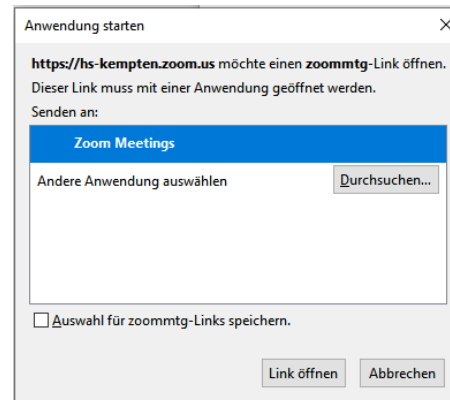 Anwendung starten
https://hs-kempten.zoom.us möchte einen zoommtg-Link öffnen.
Dieser Link muss mit einer Anwendung geöffnet werden.
Senden an:
Zoom Meetings
Andere Anwendung auswählen
Durchsuchen...
Auswahl für zoommtg-Links speichern.
Link öffnen
Abbrechen